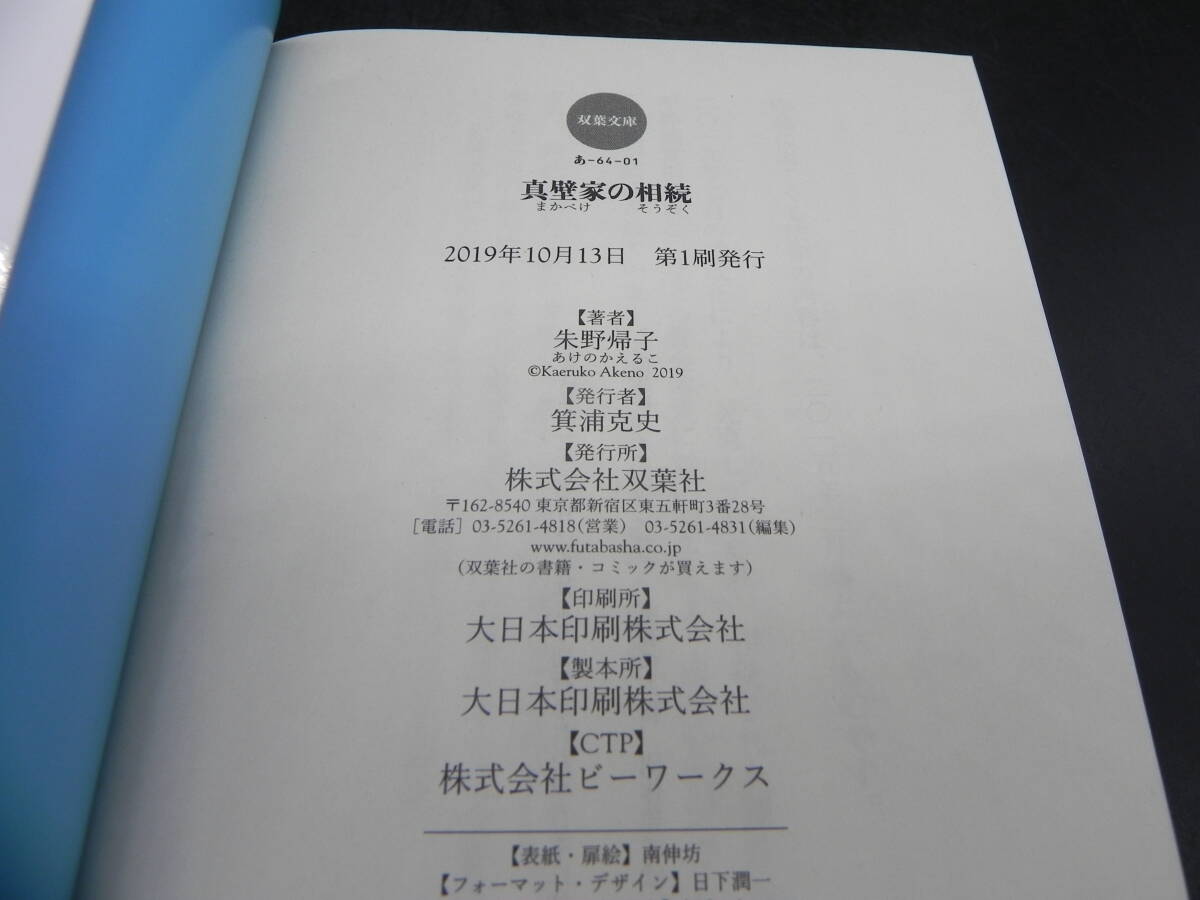 双葉文庫
あ-64-01
真壁家の相続
まかべけ そうぞく
2019年10月13日 第1刷発行
【著者】
朱野帰子
あけのかえるこ
©Kaeruko Akeno 2019
【発行者】
箕浦克史
【発行所】
株式会社双葉社
〒162-8540 東京都新宿区東五軒町3番28号
［電話］03-5261-4818(営業) 03-5261-4831(編集)
www.futabasha.co.jp
(双葉社の書籍・コミックが買えます)
【印刷所】
大日本印刷株式会社
【製本所】
大日本印刷株式会社
【CTP】
株式会社ビーワークス
【表紙・扉絵】南伸坊
【フォーマット・デザイン】日下潤一